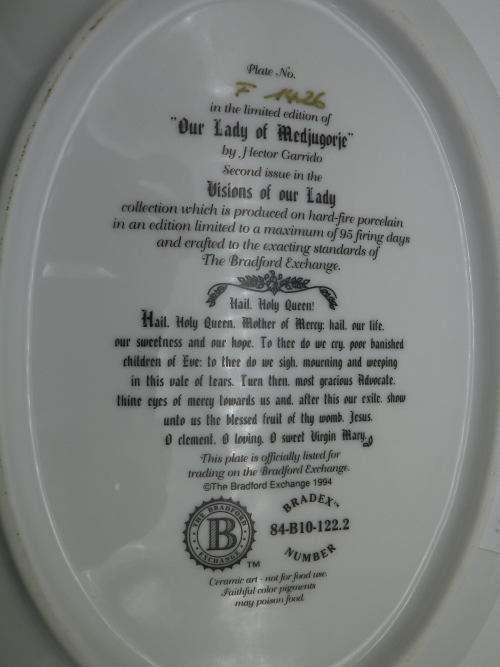 Plate No.
F 1426
in the limited edition of
"Our Lady of Medjugorje"
by Hector Garrido
Second issue in the
Visions of our Lady
collection which is produced on hard-fire porcelain
in an edition limited to a maximum of 95 firing days
and crafted to the exacting standards of
The Bradford Exchange.
Hail, Holy Queen!
Hail, Holy Queen, Mother of Mercy; hail, our life,
our sweetness and our hope. To thee do we cry, poor banished
children of Eve; to thee do we sigh, mourning and weeping
in this vale of tears. Turn then, most gracious Advocate,
thine eyes of mercy towards us and, after this our exile, show
unto us the blessed fruit of thy womb, Jesus.
O clement, O loving, O sweet Virgin Mary
This plate is officially listed for
trading on the Bradford Exchange.
©The Bradford Exchange 1994
THE BRADFORD
B
EXCHANGE
TM
BRADEX™
84-B10-122.2
NUMBER
Ceramic art - not for food use.
Faithful color pigments
may poison food.